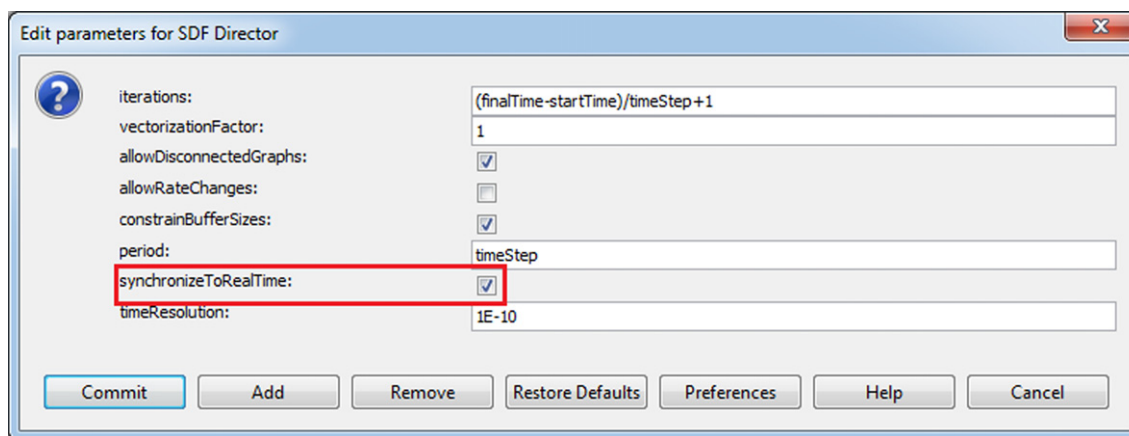 Edit parameters for SDF Director
iterations: (finalTime-startTime)/timeStep+1
vectorizationFactor: 1
allowDisconnectedGraphs:
allowRateChanges:
constrainBufferSizes:
period: timeStep
synchronizeToRealTime:
timeResolution: 1E-10
Commit Add Remove Restore Defaults Preferences Help Cancel